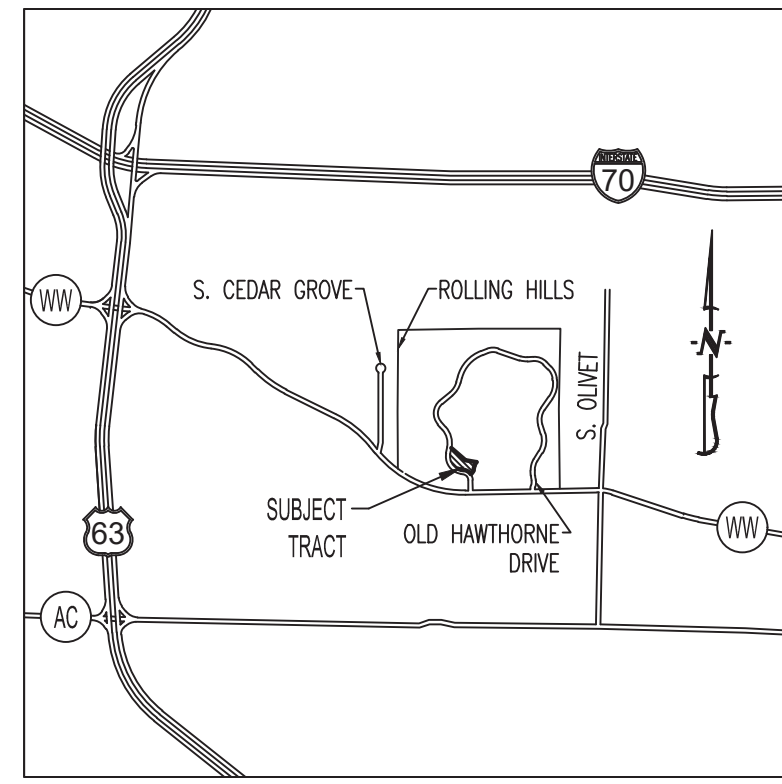 INTERSTATE
70
WW
S. CEDAR GROVE
ROLLING HILLS
N
S. OLIVET
SUBJECT
TRACT
OLD HAWTHORNE
DRIVE
63
WW
AC